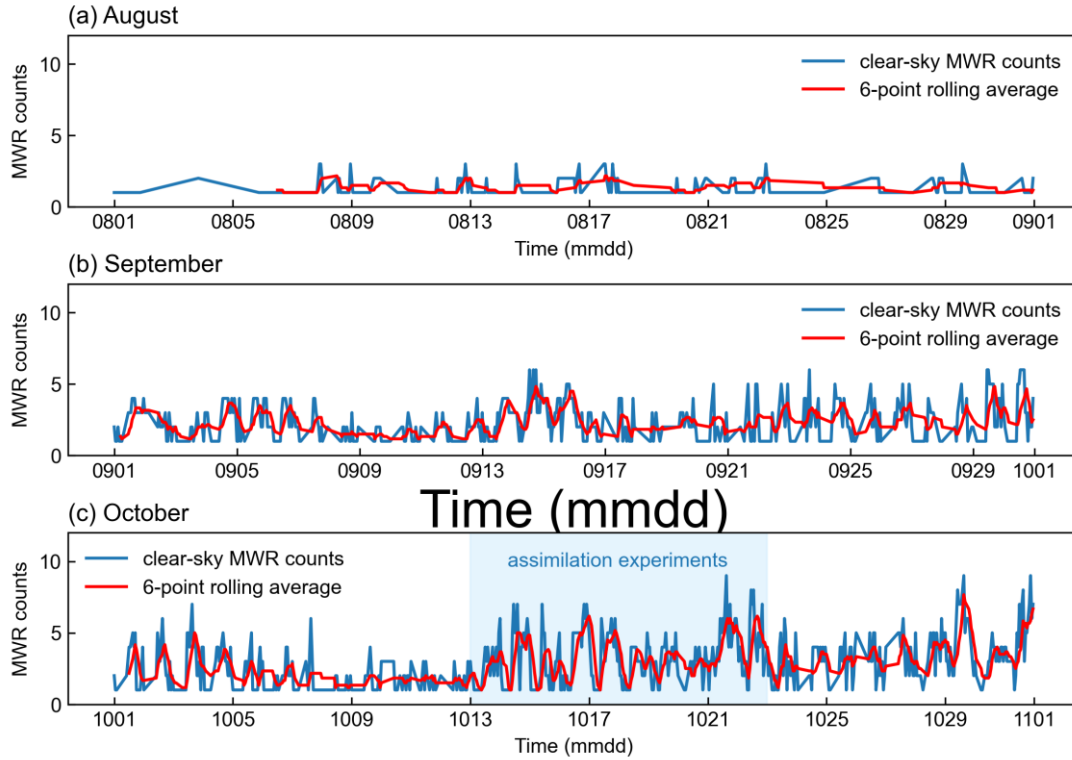 (a) August
MWR counts
10
5
0
clear-sky MWR counts
6-point rolling average
0801 0805 0809 0813 0817 0821 0825 0829 0901
Time (mmdd)
(b) September
MWR counts
10
5
0
clear-sky MWR counts
6-point rolling average
0901 0905 0909 0913 0917 0921 0925 0929 1001
Time (mmdd)
(c) October
MWR counts
10
5
0
clear-sky MWR counts
6-point rolling average
assimilation experiments
1001 1005 1009 1013 1017 1021 1025 1029 1101
Time (mmdd)